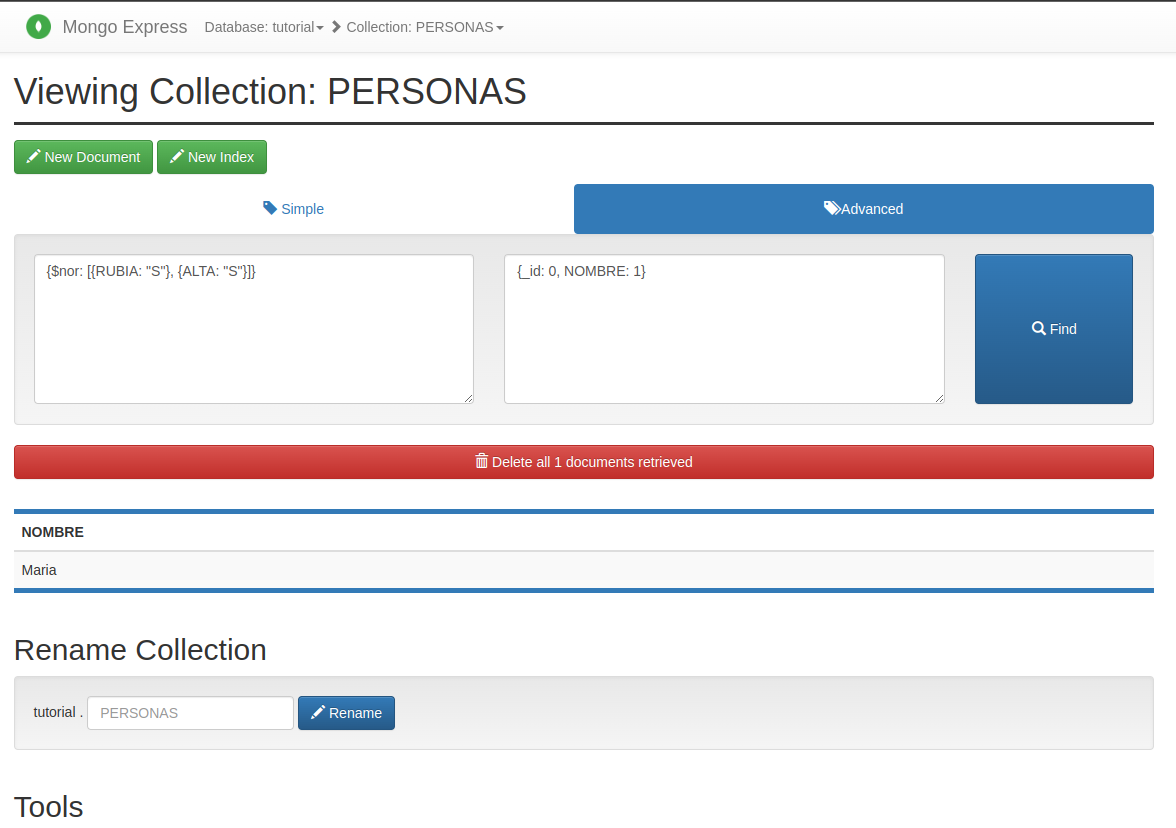 Mongo Express Database: tutorial Collection: PERSONAS
Viewing Collection: PERSONAS
New Document New Index
Simple Advanced
{$nor: [{RUBIA: "S"}, {ALTA: "S"}]} {_id: 0, NOMBRE: 1}
Find
Delete all 1 documents retrieved
NOMBRE
Maria
Rename Collection
tutorial . PERSONAS Rename
Tools